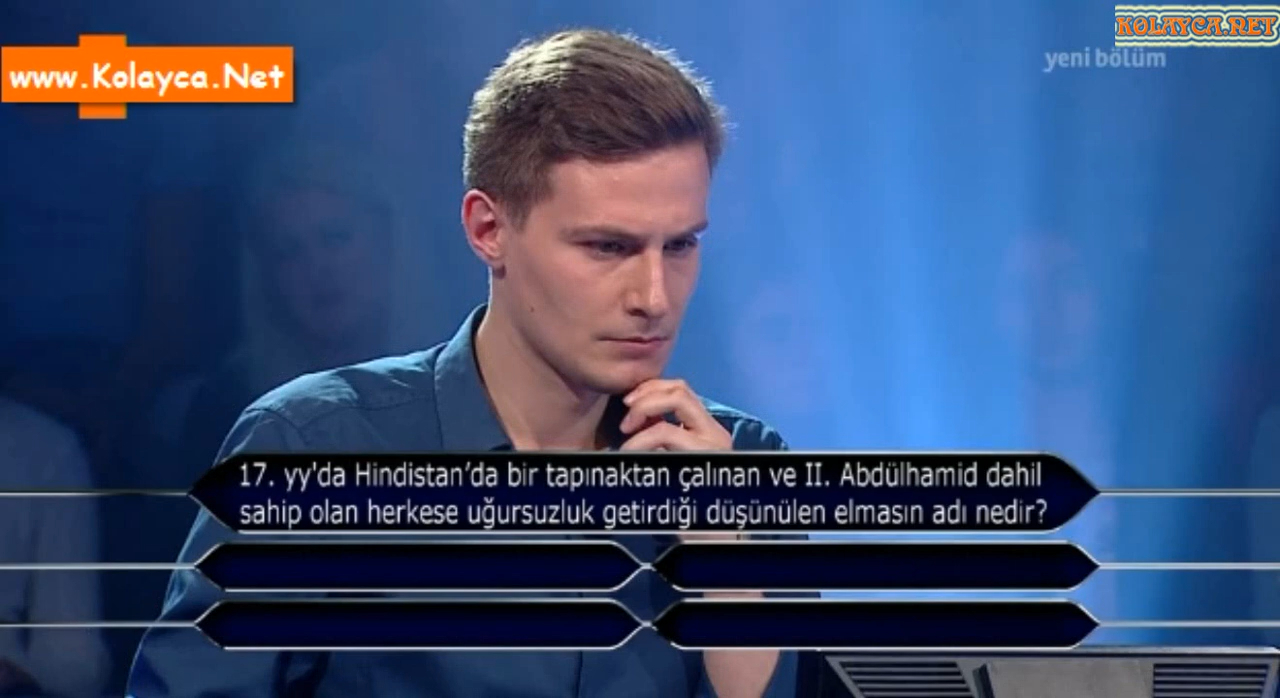 KOLAYCA.NET
www.Kolayca.Net
yeni bölüm
17. yy'da Hindistan'da bir tapınaktan çalınan ve II. Abdülhamid dahil
sahip olan herkese uğursuzluk getirdiği düşünülen elmasın adı nedir?